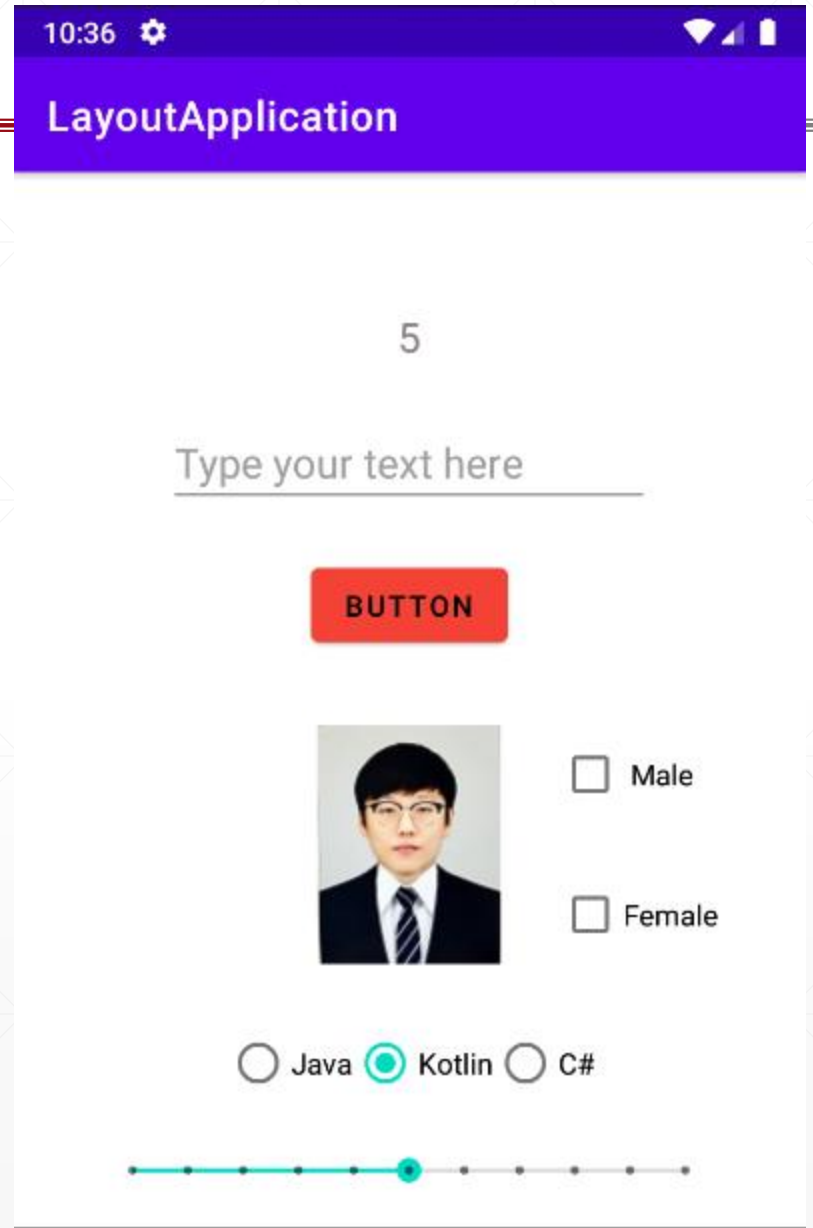 10:36
LayoutApplication
5
Type your text here
BUTTON
Male
Female
Java Kotlin C#